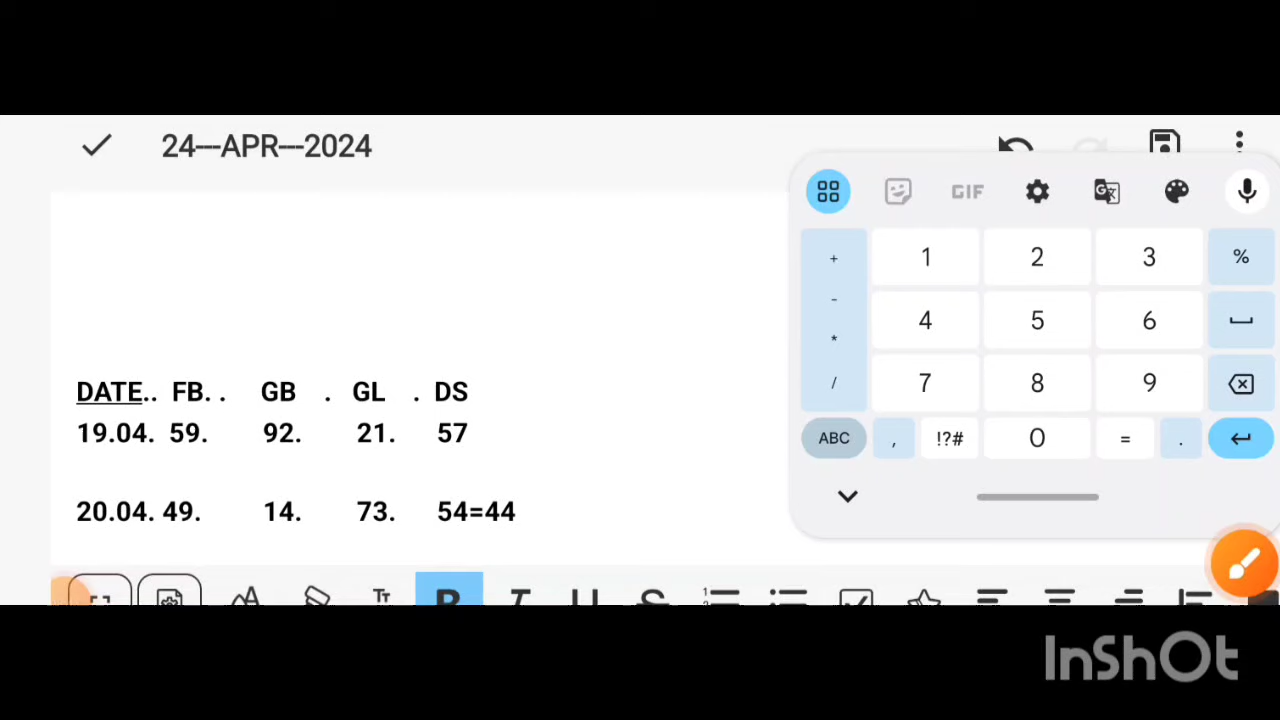 24---APR---2024
GIF
+ 1 2 3 %
-
4 5 6
*
/ 7 8 9
ABC , !?# 0 = .
DATE.. FB. . GB . GL . DS
19.04. 59. 92. 21. 57
20.04. 49. 14. 73. 54=44
B T U S
InShOt